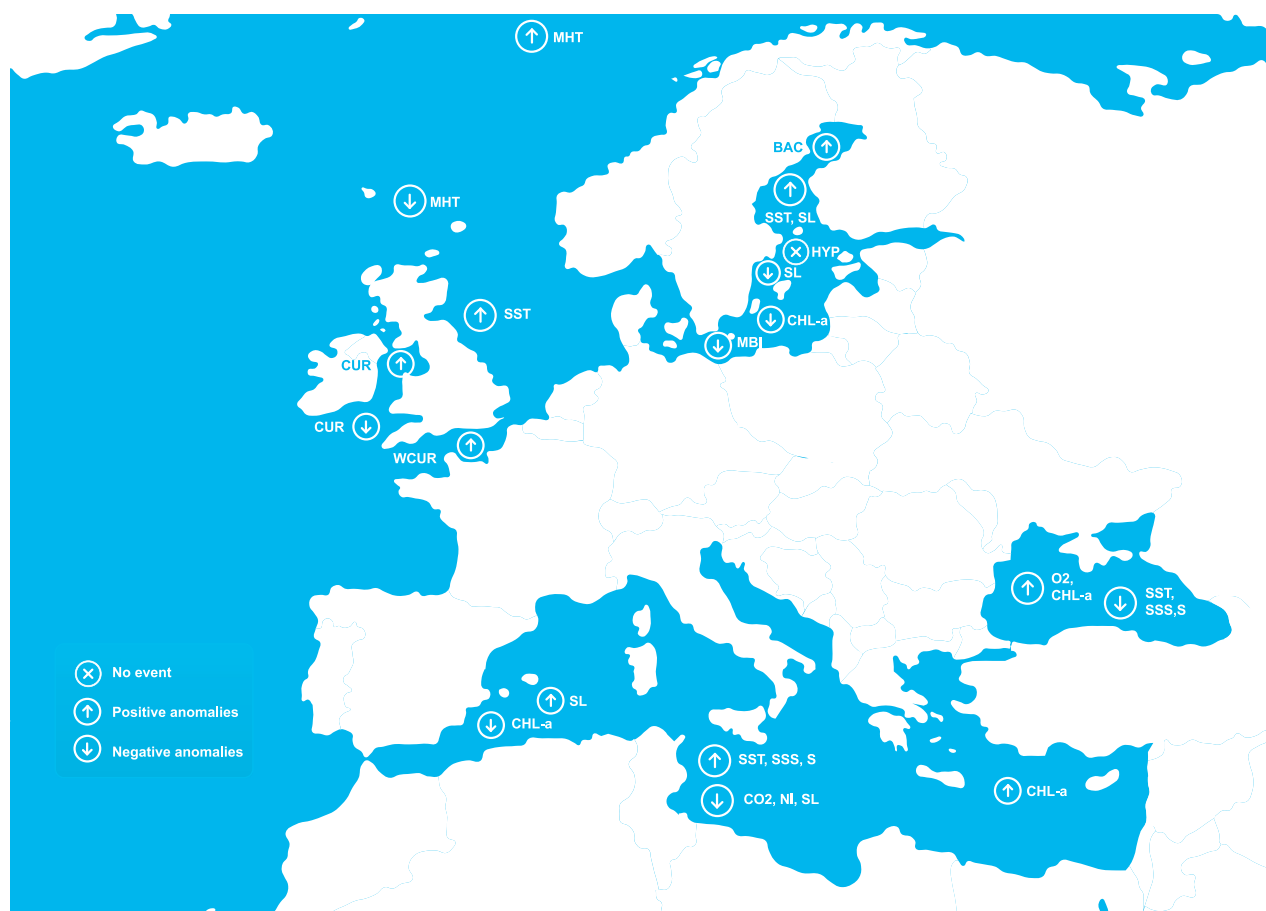 MHT
BAC
MHT
SST, SL
HYP
SL
SST
CHL-a
MBI
CUR
CUR
WCUR
O2,
CHL-a
SST,
SSS,S
No event
Positive anomalies
Negative anomalies
SL
CHL-a
SST, SSS, S
CO2, NI, SL
CHL-a